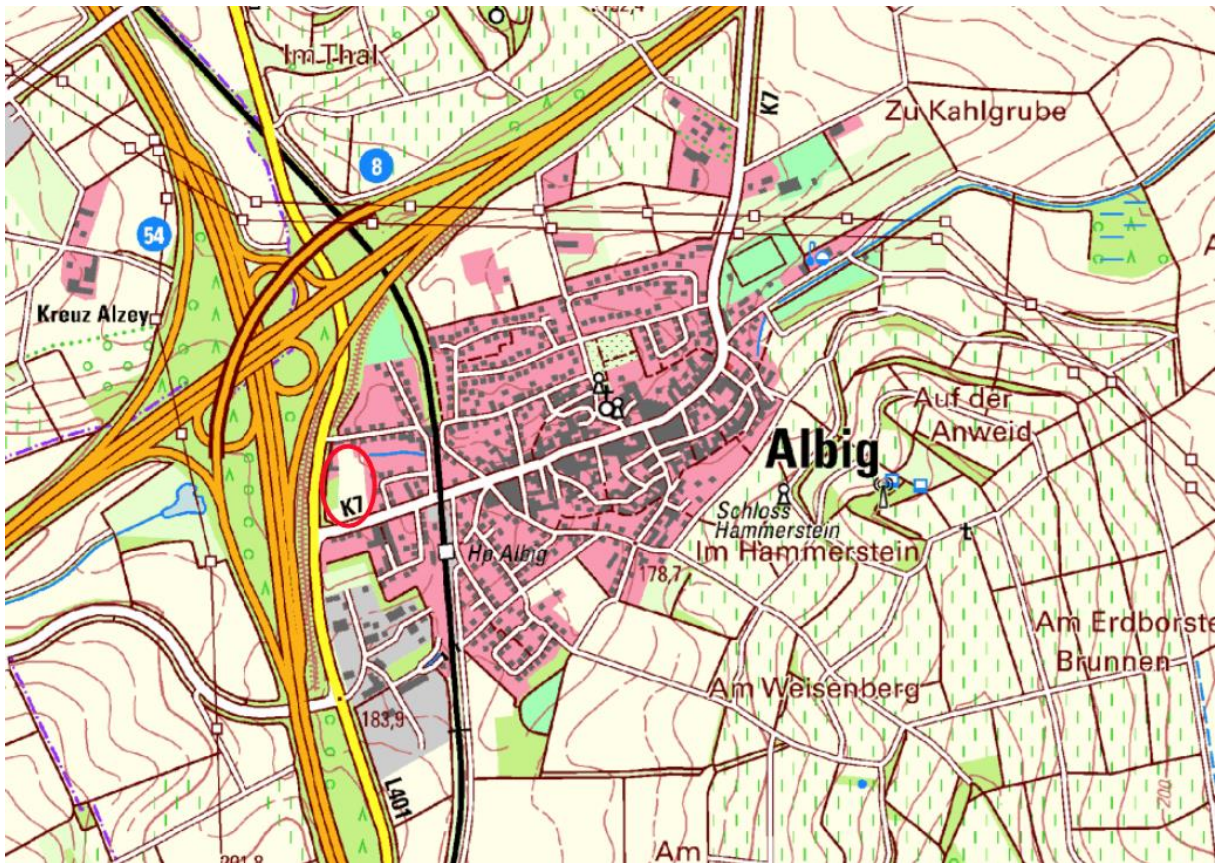 Im Thal
K7
Zu Kahlgrube
8
54
Kreuz Alzey
Auf der
Anweid
Albig
K7
Schloss
Hammerstein
Im Hammerstein
Hp Albig
178,7
Am Erdborste
Brunnen
Am Weisenberg
183,9
L401
200
Am